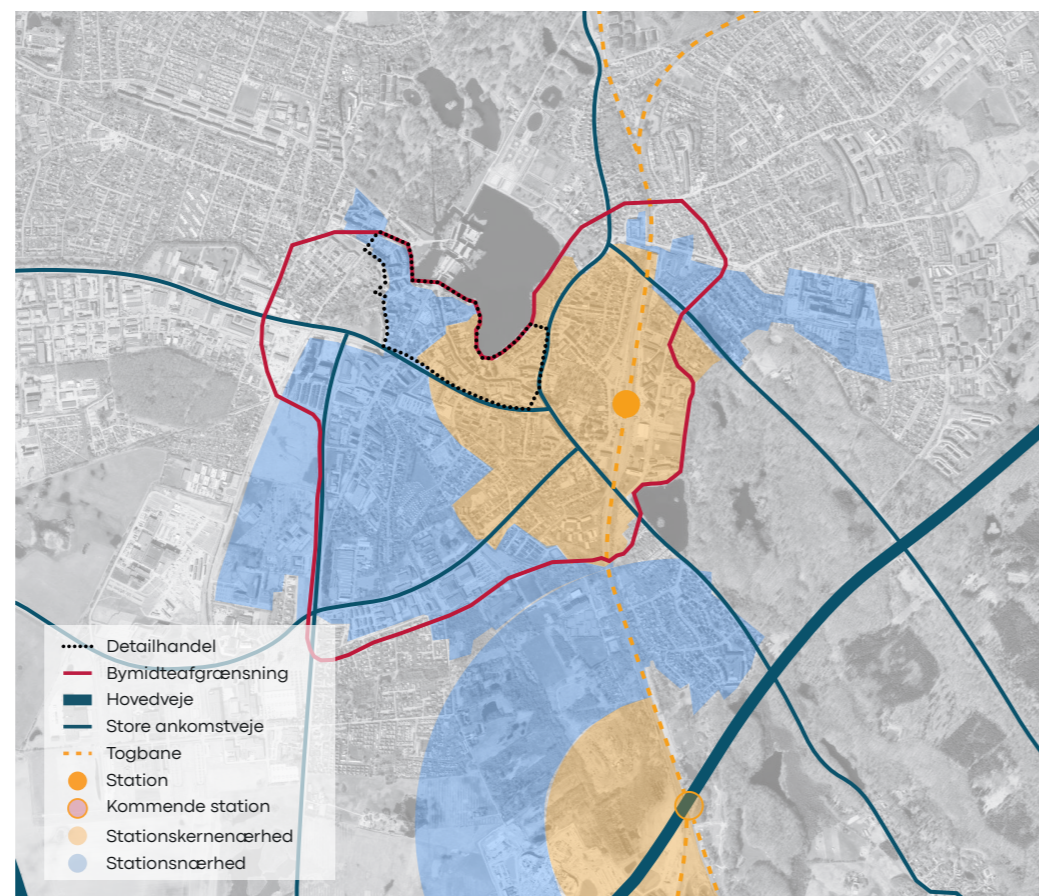 Detailhandel
Bymidteafgrænsning
Hovedveje
Store ankomstveje
Togbane
Station
Kommende station
Stationskernenærhed
Stationsnærhed